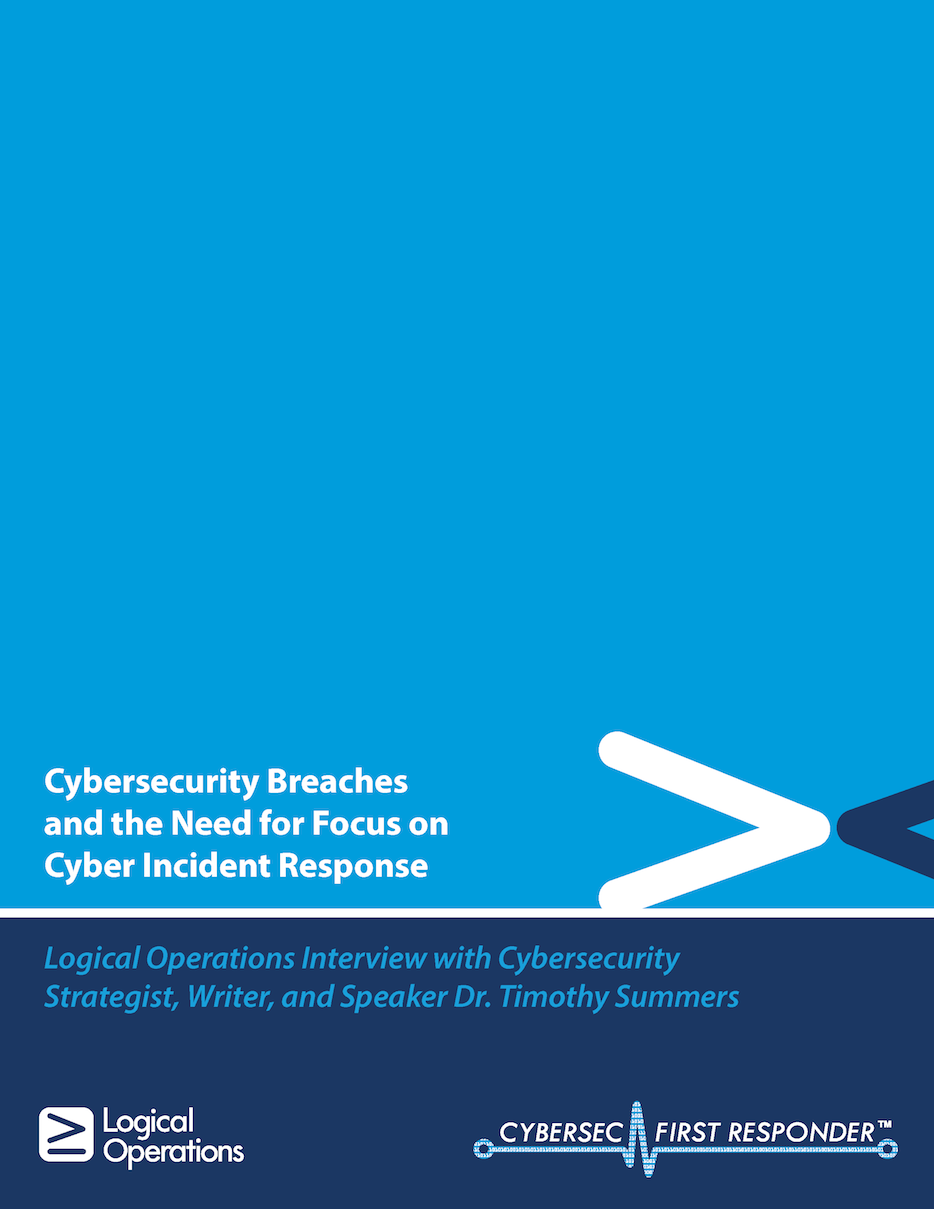 Cybersecurity Breaches
and the Need for Focus on
Cyber Incident Response
Logical Operations Interview with Cybersecurity
Strategist, Writer, and Speaker Dr. Timothy Summers
Logical
Operations
CYBERSEC FIRST RESPONDER™